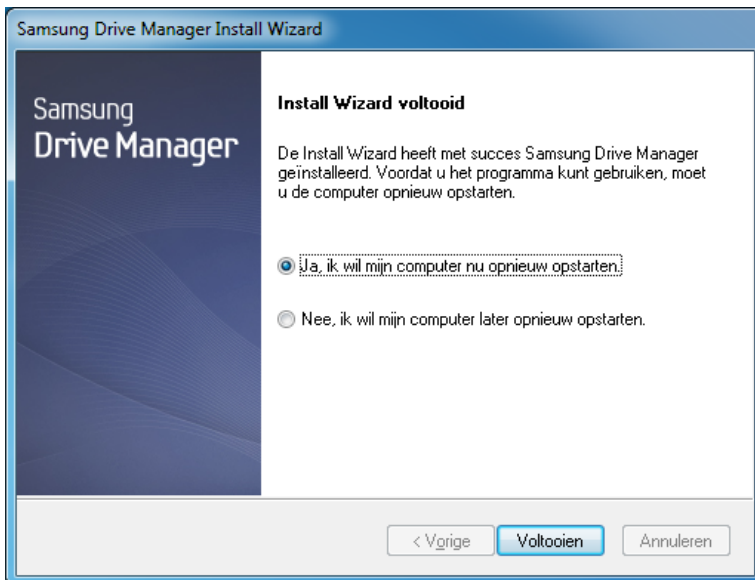 Samsung Drive Manager Install Wizard
Samsung
Drive Manager
Install Wizard voltooid
De Install Wizard heeft met succes Samsung Drive Manager
geïnstalleerd. Voordat u het programma kunt gebruiken, moet
u de computer opnieuw opstarten.
Ja, ik wil mijn computer nu opnieuw opstarten.
Nee, ik wil mijn computer later opnieuw opstarten.
< Vorige Voltooien Annuleren